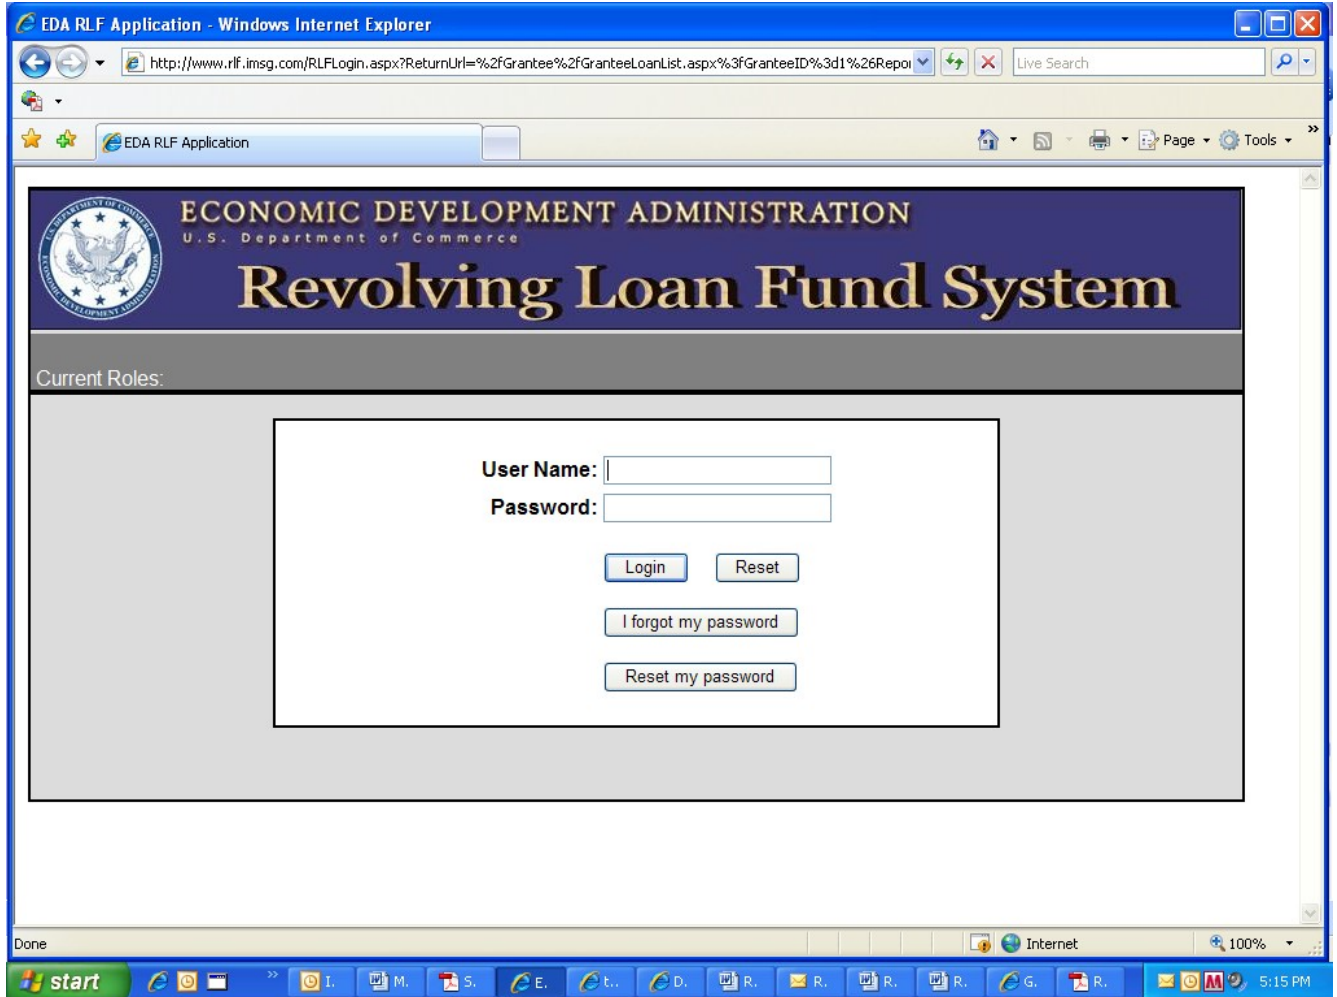 EDA RLF Application - Windows Internet Explorer
http://www.rlf.imsg.com/RLFLogin.aspx?ReturnUrl=%2fGrantee%2fGranteeLoanList.aspx%3fGranteeID%3d1%26Repor
Live Search
EDA RLF Application
Page
Tools
ECONOMIC DEVELOPMENT ADMINISTRATION
U.S. Department of Commerce
Revolving Loan Fund System
Current Roles:
User Name:
Password:
Login Reset
I forgot my password
Reset my password
Done
Internet
100%
start
I. M. S. E. t.. D. R. R. R. R. G. R.
5:15 PM